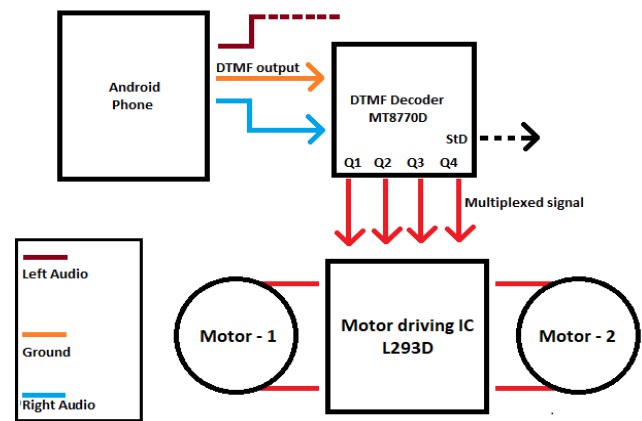 Android
Phone
DTMF output
DTMF Decoder
MT8770D
StD
Q1 Q2 Q3 Q4
Multiplexed signal
Left Audio
Ground
Right Audio
Motor - 1
Motor driving IC
L293D
Motor - 2